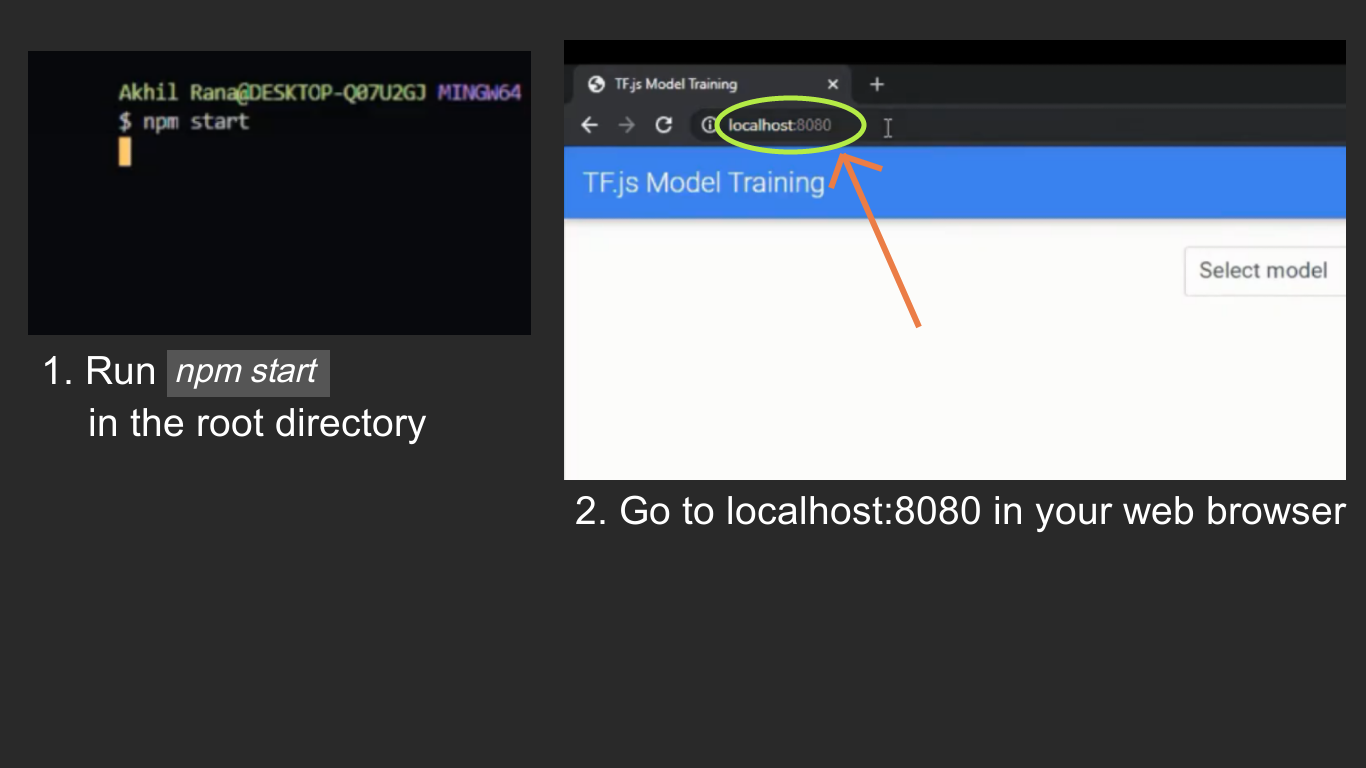 Akhil Rana@DESKTOP-Q07U2GJ MINGW64
$ npm start
1. Run npm start
in the root directory
TF.js Model Training
localhost:8080
TF.js Model Training
Select model
2. Go to localhost:8080 in your web browser